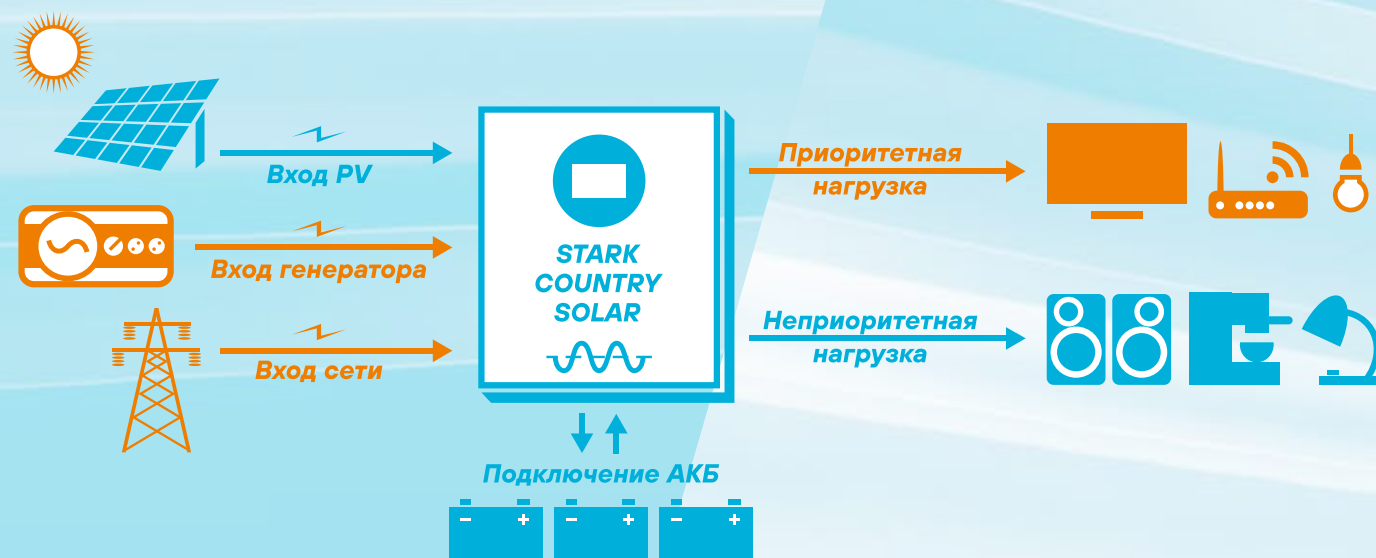 Вход PV
Вход генератора
Вход сети
STARK
COUNTRY
SOLAR
Приоритетная
нагрузка
Неприоритетная
нагрузка
Подключение АКБ
- + - + - +